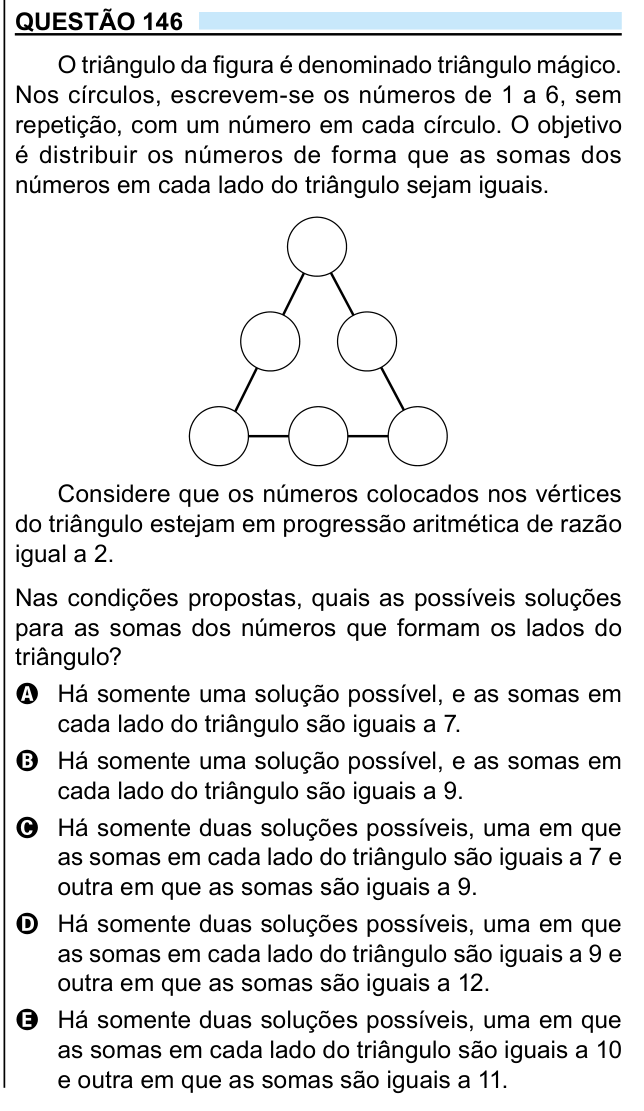 QUESTÃO 146
O triângulo da figura é denominado triângulo mágico.
Nos círculos, escrevem-se os números de 1 a 6, sem
repetição, com um número em cada círculo. O objetivo
é distribuir os números de forma que as somas dos
números em cada lado do triângulo sejam iguais.
Considere que os números colocados nos vértices
do triângulo estejam em progressão aritmética de razão
igual a 2.
Nas condições propostas, quais as possíveis soluções
para as somas dos números que formam os lados do
triângulo?
A Há somente uma solução possível, e as somas em
cada lado do triângulo são iguais a 7.
B Há somente uma solução possível, e as somas em
cada lado do triângulo são iguais a 9.
C Há somente duas soluções possíveis, uma em que
as somas em cada lado do triângulo são iguais a 7 e
outra em que as somas são iguais a 9.
D Há somente duas soluções possíveis, uma em que
as somas em cada lado do triângulo são iguais a 9 e
outra em que as somas são iguais a 12.
E Há somente duas soluções possíveis, uma em que
as somas em cada lado do triângulo são iguais a 10
e outra em que as somas são iguais a 11.